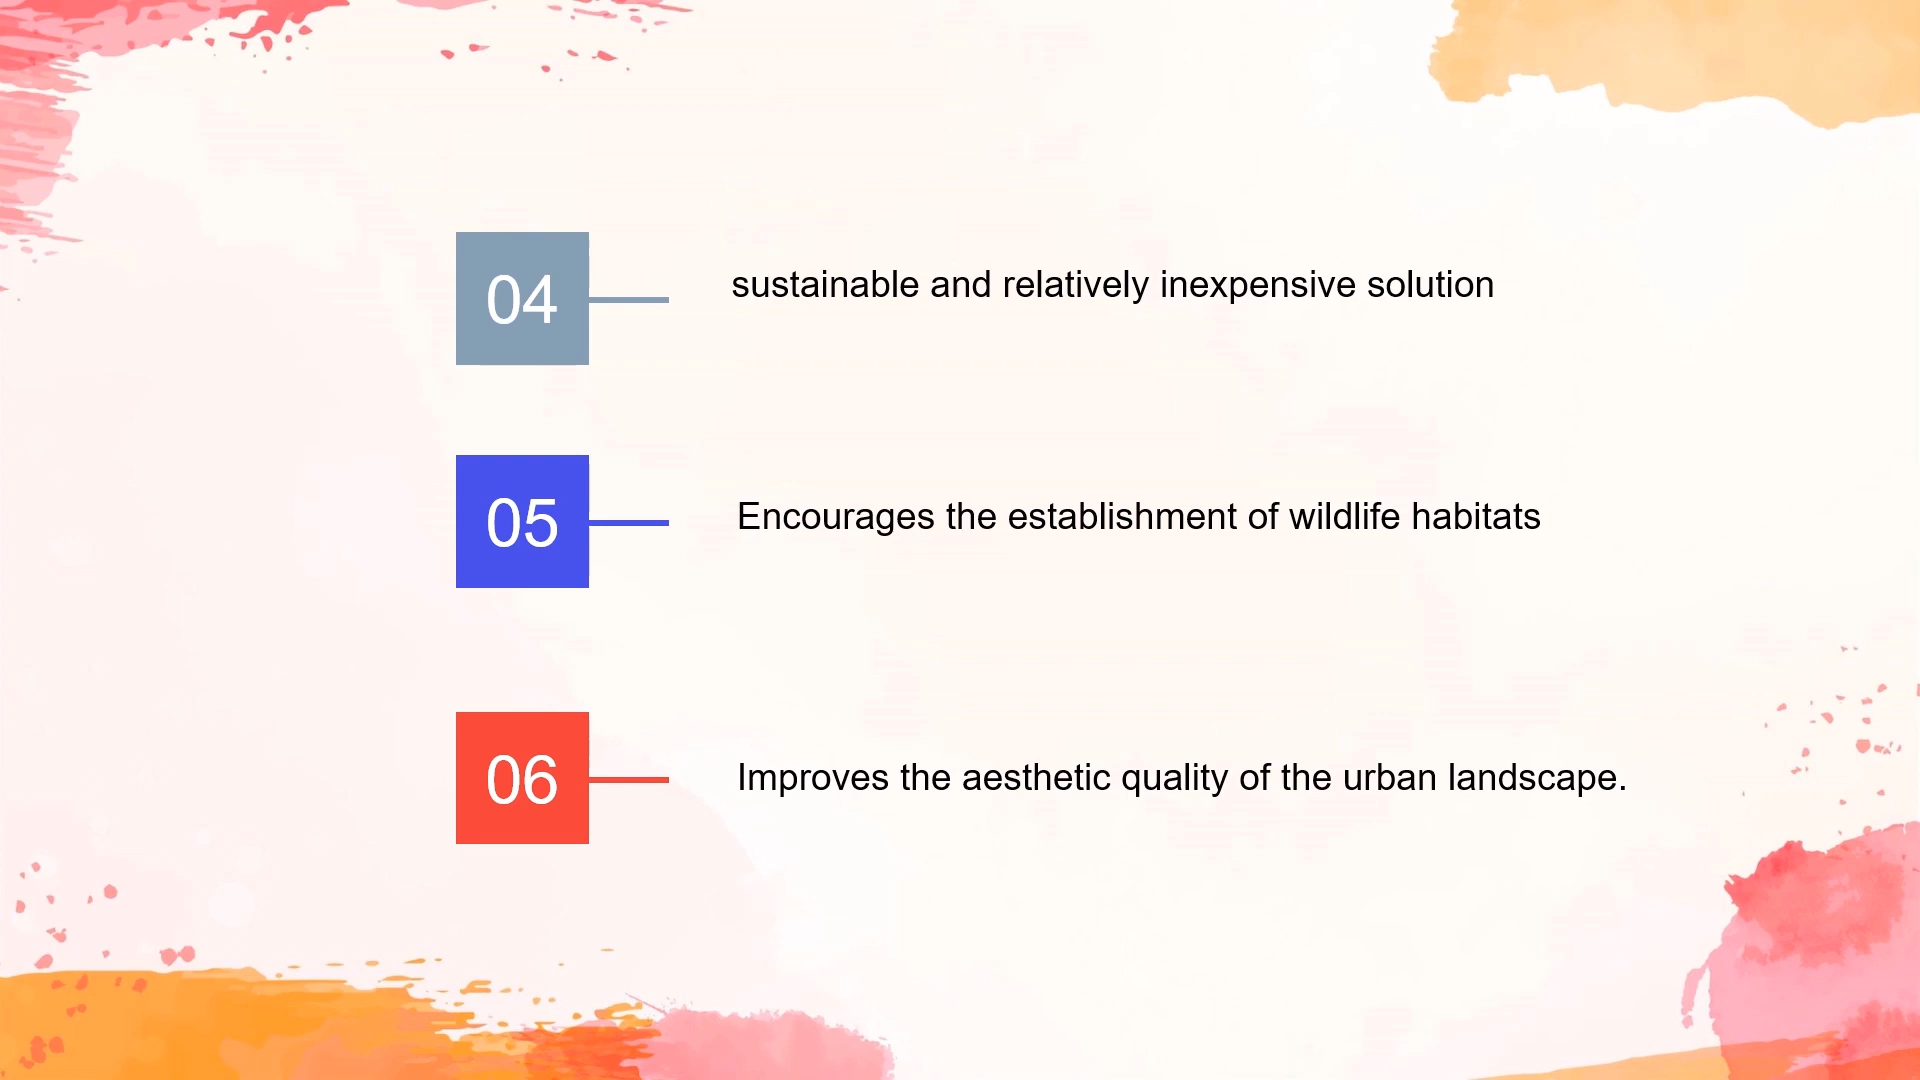 04
sustainable and relatively inexpensive solution
05
Encourages the establishment of wildlife habitats
06
Improves the aesthetic quality of the urban landscape.